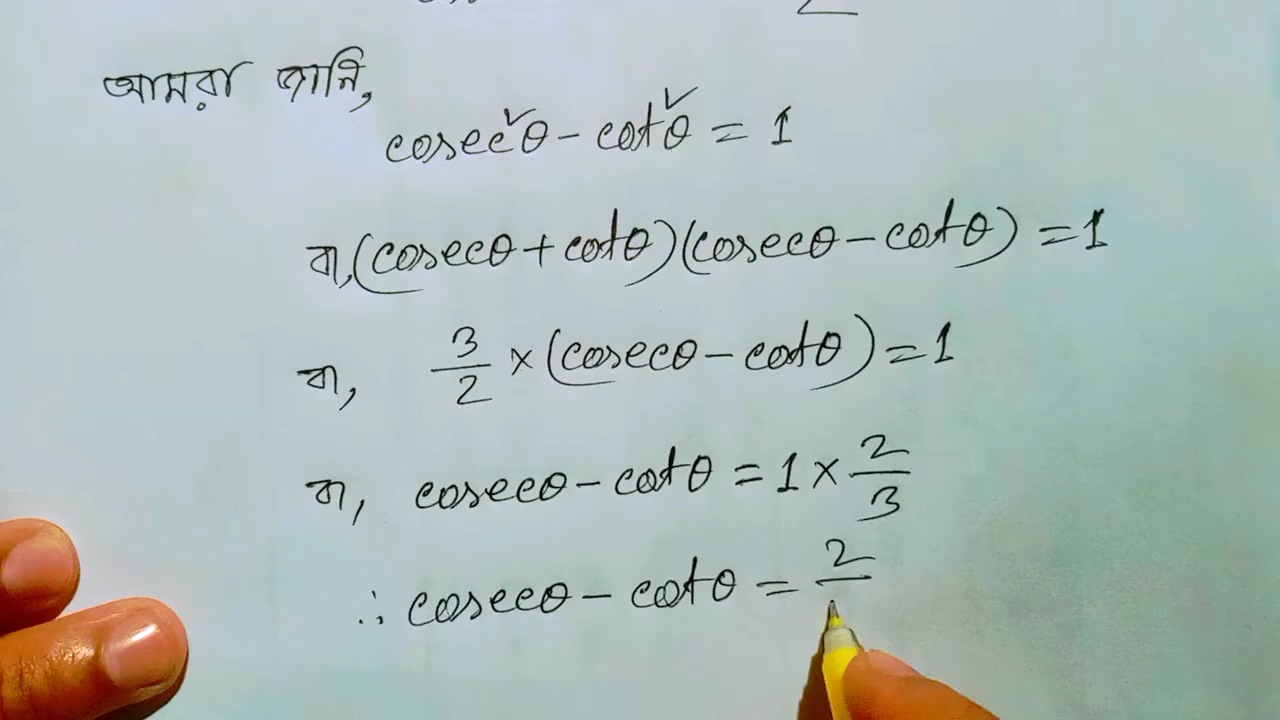 আমরা জানি,
cosec²θ - cot²θ = 1
বা, (cosecθ + cotθ)(cosecθ - cotθ) = 1
বা, 3/2 × (cosecθ - cotθ) = 1
বা, cosecθ - cotθ = 1 × 2/3
∴ cosecθ - cotθ = 2/